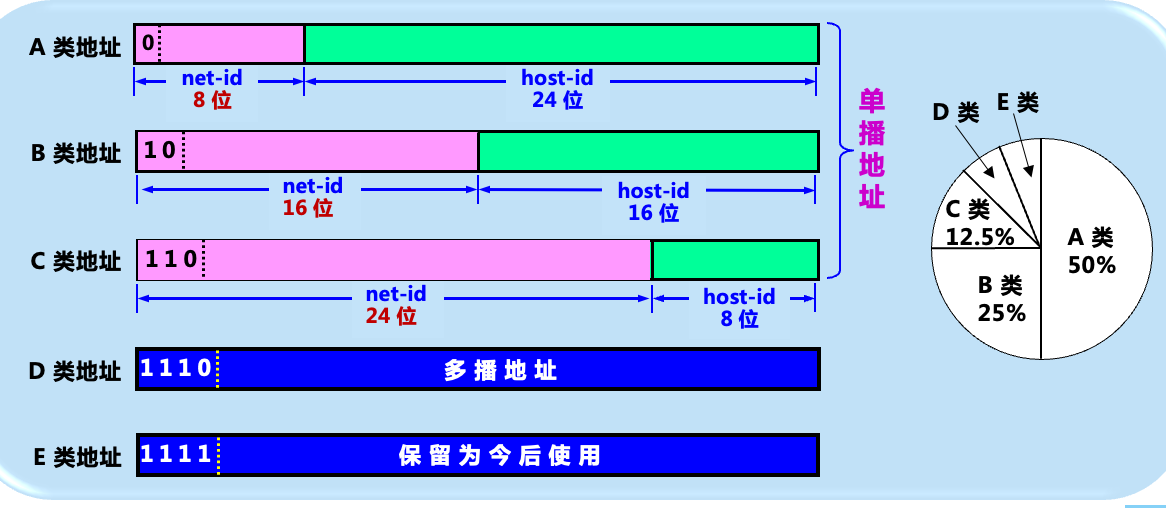 A 类地址
0
net-id
8 位
host-id
24 位
B 类地址
10
net-id
16 位
host-id
16 位
C 类地址
110
net-id
24 位
host-id
8 位
D 类地址
1110
多播地址
E 类地址
1111
保留为今后使用
单播地址
D 类
E 类
C 类
12.5%
A 类
50%
B 类
25%